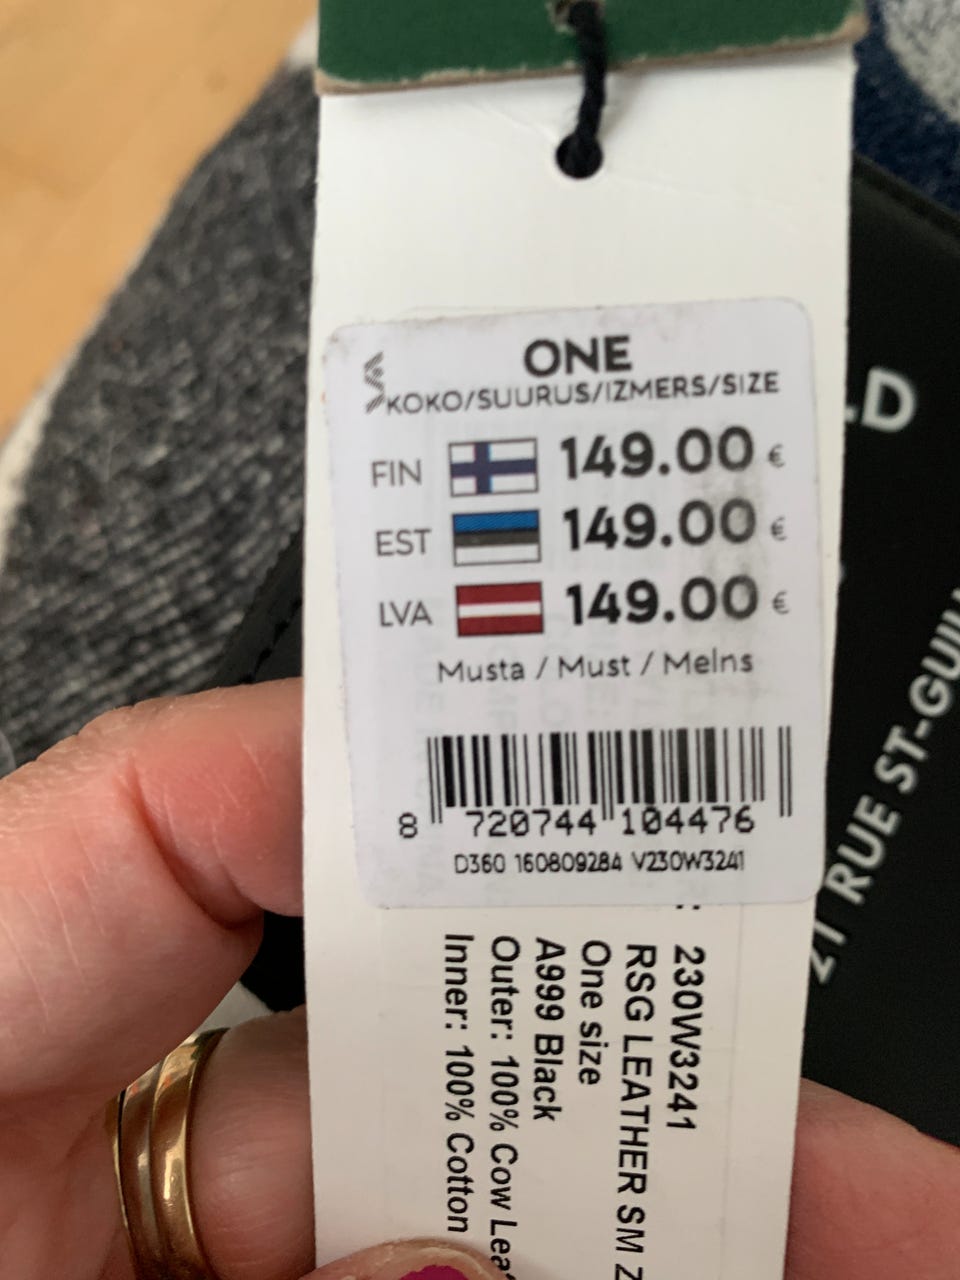 ONE
KOKO/SUURUS/IZMERS/SIZE
FIN 149.00 €
EST 149.00 €
LVA 149.00 €
Musta / Must / Melns
8 720744 104476
D360 160809284 V230W3241
: 230W3241
RSG LEATHER SM Z
One size
A999 Black
Outer: 100% Cow
Inner: 100% Cotton
D
21 RUE ST-GUIL